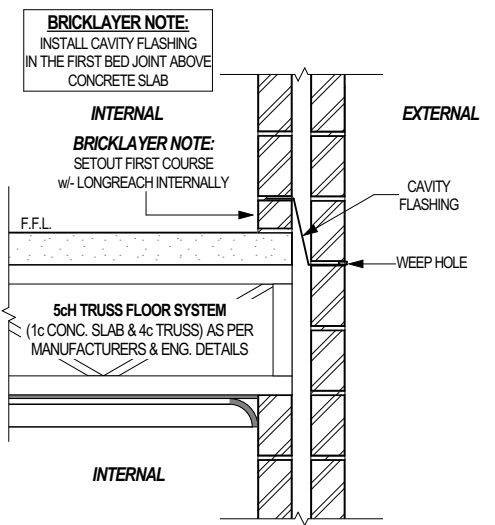 BRICKLAYER NOTE:
INSTALL CAVITY FLASHING
IN THE FIRST BED JOINT ABOVE
CONCRETE SLAB
INTERNAL
EXTERNAL
BRICKLAYER NOTE:
SETOUT FIRST COURSE
w/- LONGREACH INTERNALLY
CAVITY
FLASHING
F.F.L.
WEEP HOLE
5cH TRUSS FLOOR SYSTEM
(1c CONC. SLAB & 4c TRUSS) AS PER
MANUFACTURERS & ENG. DETAILS
INTERNAL